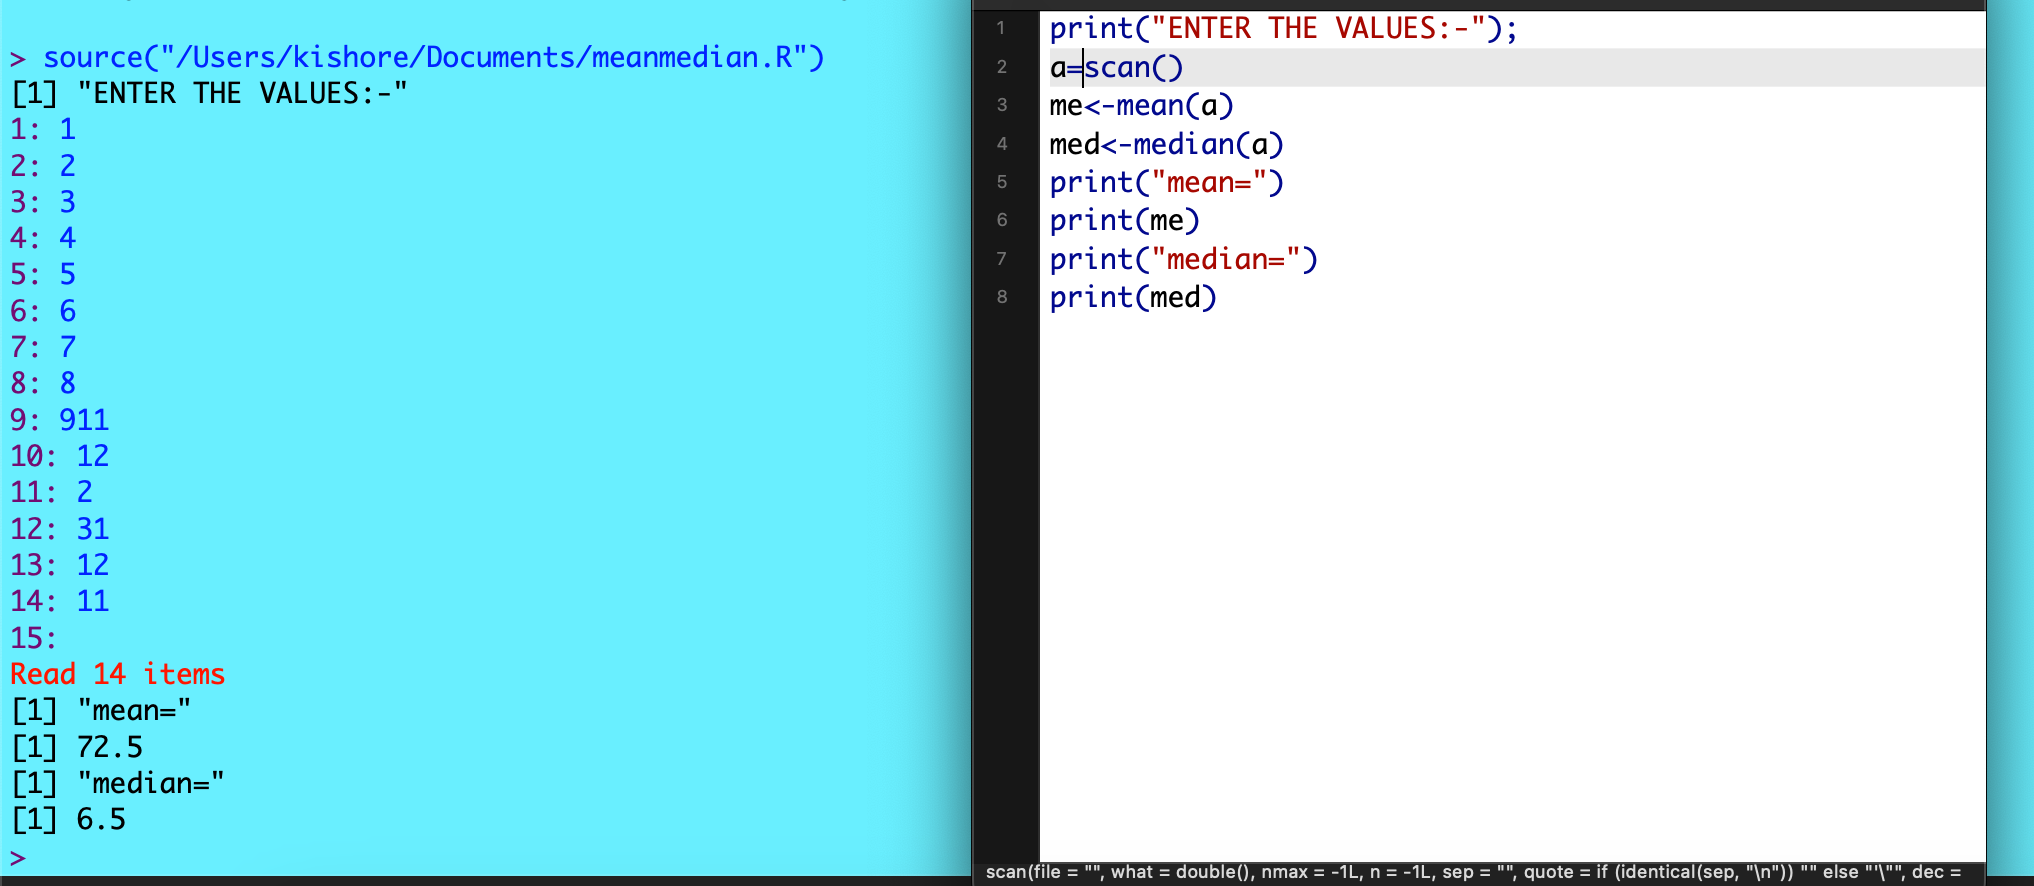 > source("/Users/kishore/Documents/meanmedian.R")
[1] "ENTER THE VALUES:-"
1: 1
2: 2
3: 3
4: 4
5: 5
6: 6
7: 7
8: 8
9: 911
10: 12
11: 2
12: 31
13: 12
14: 11
15:
Read 14 items
[1] "mean="
[1] 72.5
[1] "median="
[1] 6.5
>
1 print("ENTER THE VALUES:-");
2 a=scan()
3 me<-mean(a)
4 med<-median(a)
5 print("mean=")
6 print(me)
7 print("median=")
8 print(med)
scan(file = "", what = double(), nmax = -1L, n = -1L, sep = "", quote = if (identical(sep, "\n")) "" else "'\"", dec =